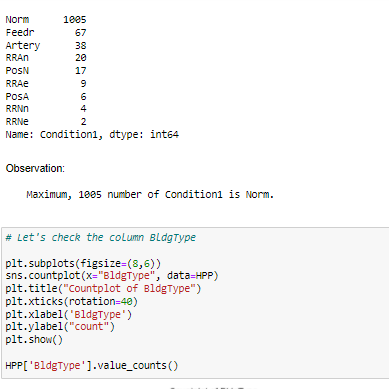 Norm 1005
Feedr 67
Artery 38
RRAn 20
PosN 17
RRAe 9
PosA 6
RRNn 4
RRNe 2
Name: Condition1, dtype: int64
Observation:
Maximum, 1005 number of Condition1 is Norm.
# Let's check the column BldgType
plt.subplots(figsize=(8,6))
sns.countplot(x="BldgType", data=HPP)
plt.title("Countplot of BldgType")
plt.xticks(rotation=40)
plt.xlabel('BldgType')
plt.ylabel("count")
plt.show()
HPP['BldgType'].value_counts()